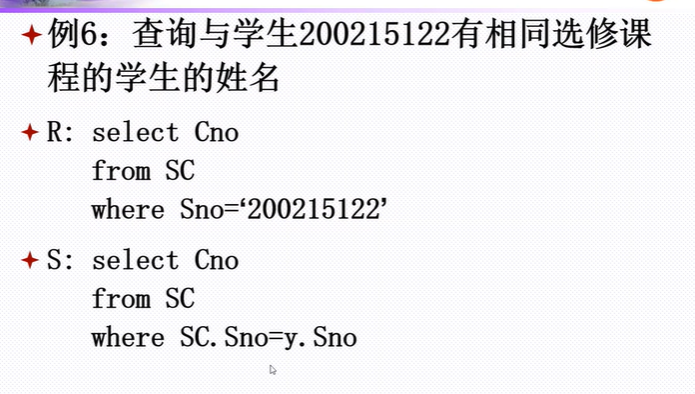 例6：查询与学生200215122有相同选修课
程的学生的姓名
R: select Cno
from SC
where Sno=‘200215122’
S: select Cno
from SC
where SC.Sno=y.Sno